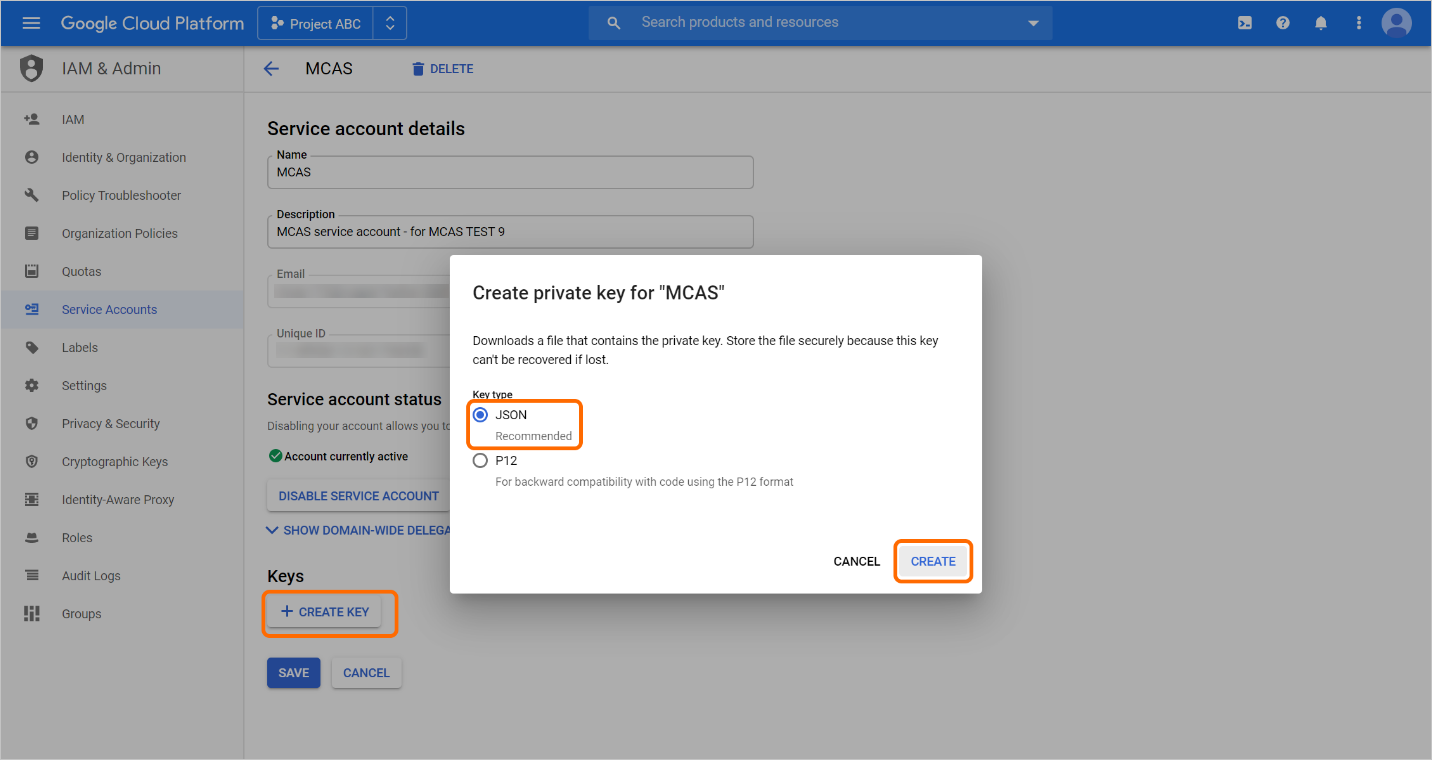 Google Cloud Platform
Project ABC
Search products and resources
IAM & Admin
MCAS
DELETE
IAM
Identity & Organization
Policy Troubleshooter
Organization Policies
Quotas
Service Accounts
Labels
Settings
Privacy & Security
Cryptographic Keys
Identity-Aware Proxy
Roles
Audit Logs
Groups
Service account details
Name
MCAS
Description
MCAS service account - for MCAS TEST 9
Email
Unique ID
Service account status
Disabling your account allows you to
Account currently active
DISABLE SERVICE ACCOUNT
SHOW DOMAIN-WIDE DELEGA
Keys
+ CREATE KEY
SAVE
CANCEL
Create private key for "MCAS"
Downloads a file that contains the private key. Store the file securely because this key
can't be recovered if lost.
Key type
JSON
Recommended
P12
For backward compatibility with code using the P12 format
CANCEL
CREATE